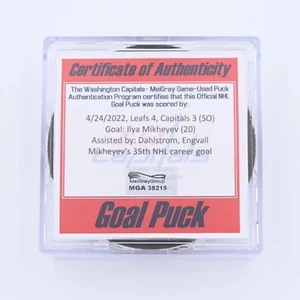 Certificate of Authenticity
The Washington Capitals- MeiGray Game-Used Puck
Authentication Program certifies that this Official NHL
Goal Puck was scored by:
4/24/2022, Leafs 4, Capitals 3 (SO)
Goal: Ilya Mikheyev (20)
Assisted by: Dahlstrom, Engvall
Mikheyev's 35th NHL career goal
MeiGrayGroup
MGA 38215
Goal Puck